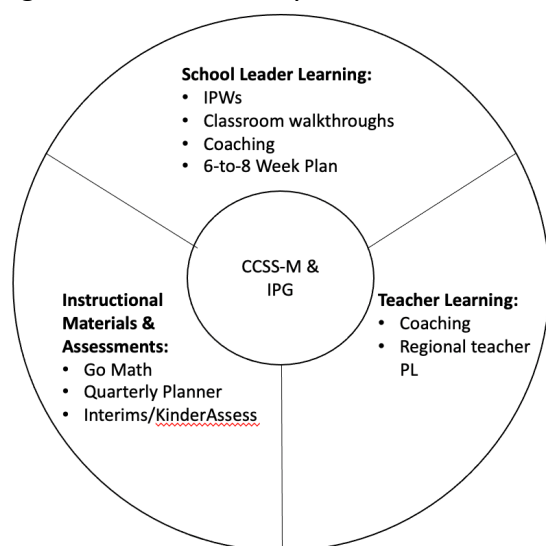 School Leader Learning:
• IPWs
• Classroom walkthroughs
• Coaching
• 6-to-8 Week Plan
CCSS-M &
IPG
Instructional
Materials &
Assessments:
• Go Math
• Quarterly Planner
• Interims/KinderAssess
Teacher Learning:
• Coaching
• Regional teacher
PL